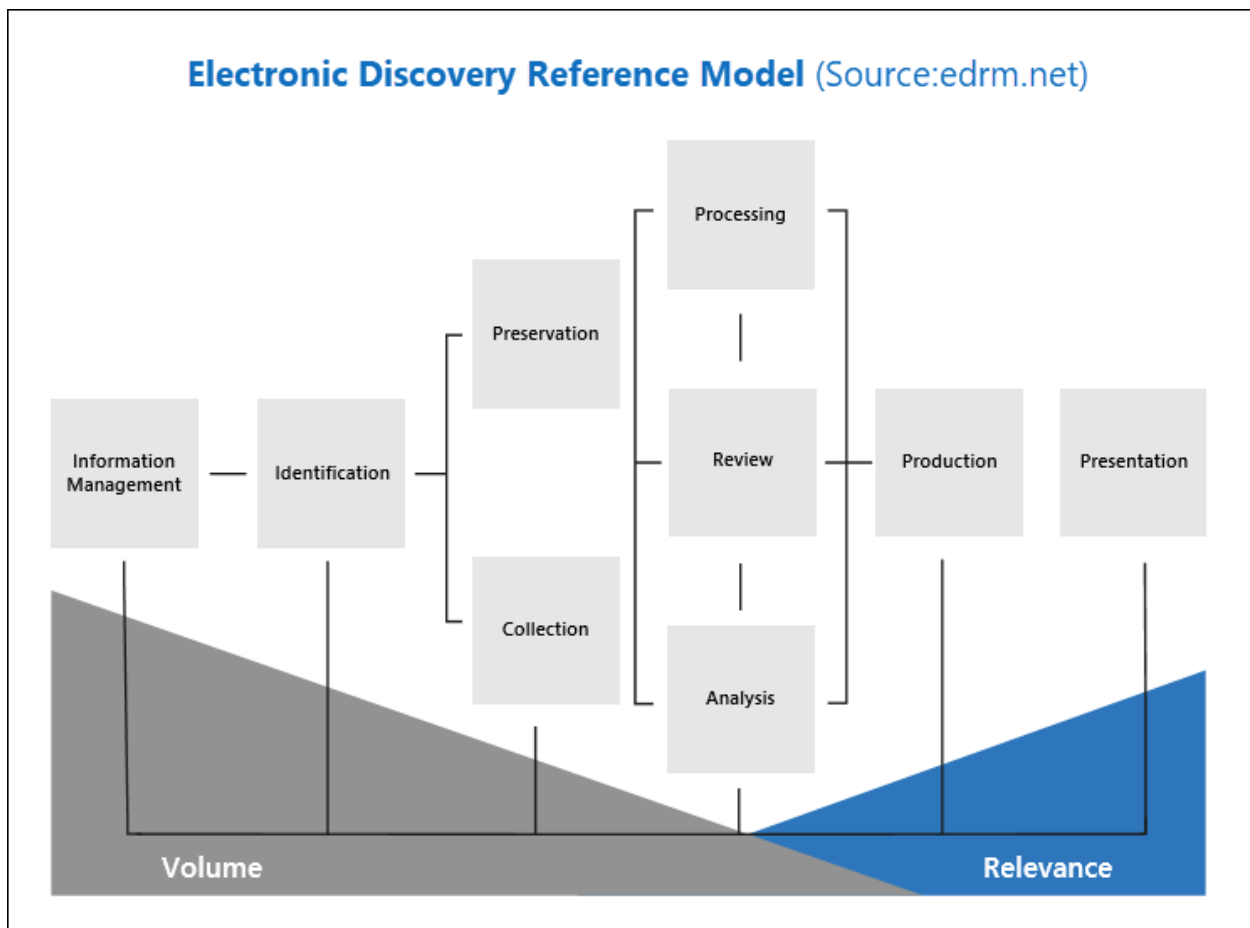 Electronic Discovery Reference Model (Source:edrm.net)
Processing
Preservation
Information
Management
Identification
Review
Production
Presentation
Collection
Analysis
Volume
Relevance